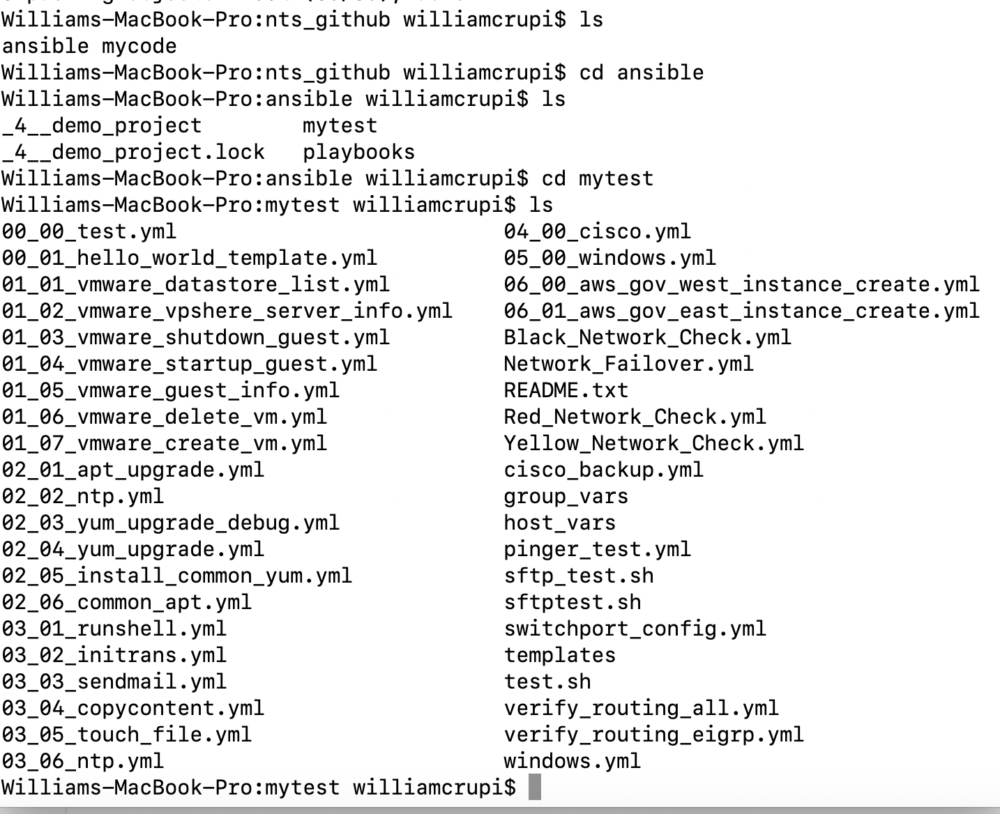 Williams-MacBook-Pro:nts_github williamcrupi$ ls
ansible mycode
Williams-MacBook-Pro:nts_github williamcrupi$ cd ansible
Williams-MacBook-Pro:ansible williamcrupi$ ls
_4__demo_project        mytest
_4__demo_project.lock   playbooks
Williams-MacBook-Pro:ansible williamcrupi$ cd mytest
Williams-MacBook-Pro:mytest williamcrupi$ ls
00_00_test.yml                          04_00_cisco.yml
00_01_hello_world_template.yml          05_00_windows.yml
01_01_vmware_datastore_list.yml         06_00_aws_gov_west_instance_create.yml
01_02_vmware_vpshere_server_info.yml    06_01_aws_gov_east_instance_create.yml
01_03_vmware_shutdown_guest.yml         Black_Network_Check.yml
01_04_vmware_startup_guest.yml          Network_Failover.yml
01_05_vmware_guest_info.yml             README.txt
01_06_vmware_delete_vm.yml              Red_Network_Check.yml
01_07_vmware_create_vm.yml              Yellow_Network_Check.yml
02_01_apt_upgrade.yml                   cisco_backup.yml
02_02_ntp.yml                           group_vars
02_03_yum_upgrade_debug.yml             host_vars
02_04_yum_upgrade.yml                   pinger_test.yml
02_05_install_common_yum.yml            sftp_test.sh
02_06_common_apt.yml                    sftptest.sh
03_01_runshell.yml                      switchport_config.yml
03_02_initrans.yml                      templates
03_03_sendmail.yml                      test.sh
03_04_copycontent.yml                   verify_routing_all.yml
03_05_touch_file.yml                    verify_routing_eigrp.yml
03_06_ntp.yml                           windows.yml
Williams-MacBook-Pro:mytest williamcrupi$